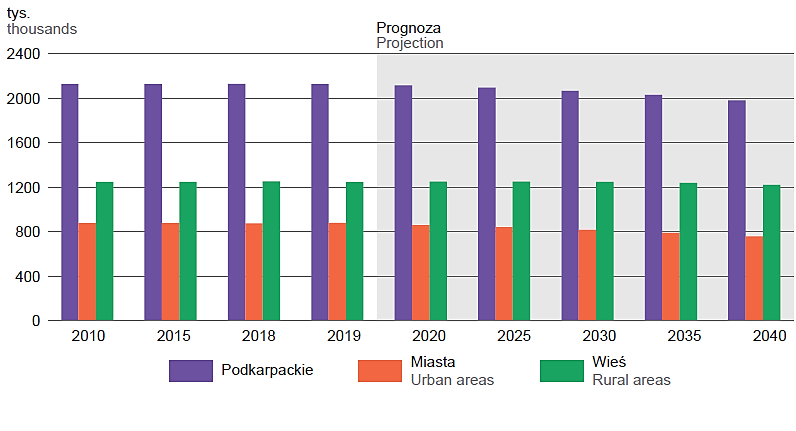 tys.
thousands
Prognoza
Projection
2400
2000
1600
1200
800
400
0
2010 2015 2018 2019 2020 2025 2030 2035 2040
Podkarpackie
Miasta
Urban areas
Wieś
Rural areas